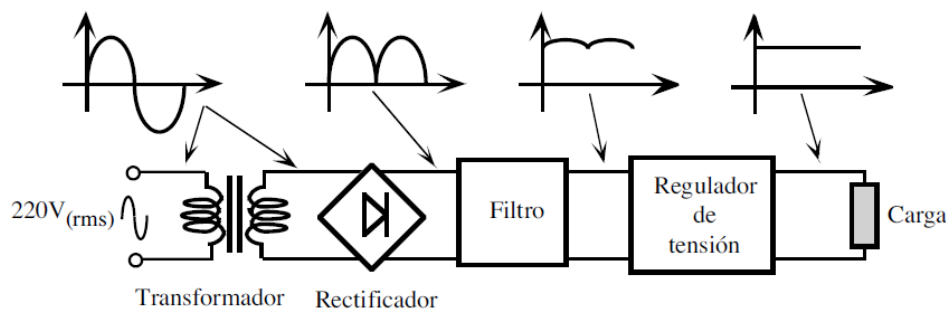 220V(rms)
Transformador
Rectificador
Filtro
Regulador
de
tensión
Carga